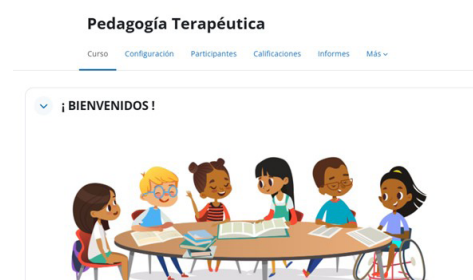 Pedagogía Terapéutica
Curso Configuración Participantes Calificaciones Informes Más
¡ BIENVENIDOS !